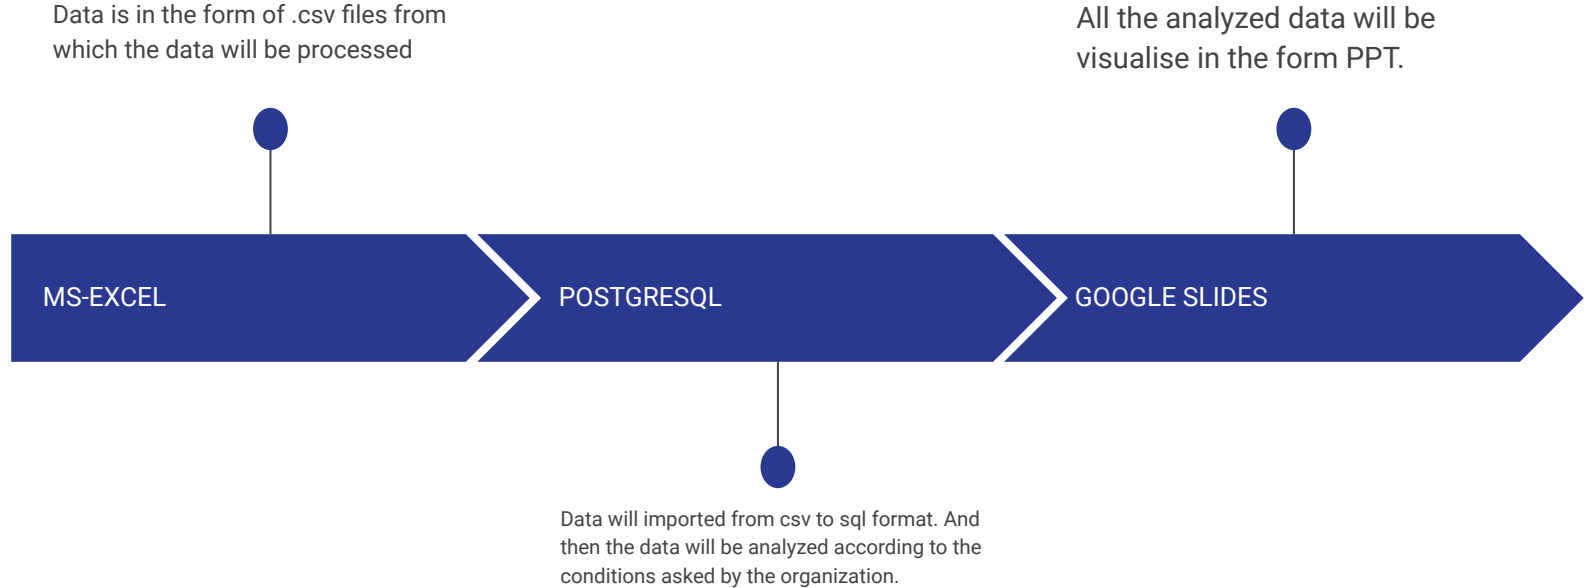 Data is in the form of .csv files from
which the data will be processed
All the analyzed data will be
visualise in the form PPT.
MS-EXCEL
POSTGRESQL
GOOGLE SLIDES
Data will imported from csv to sql format. And
then the data will be analyzed according to the
conditions asked by the organization.